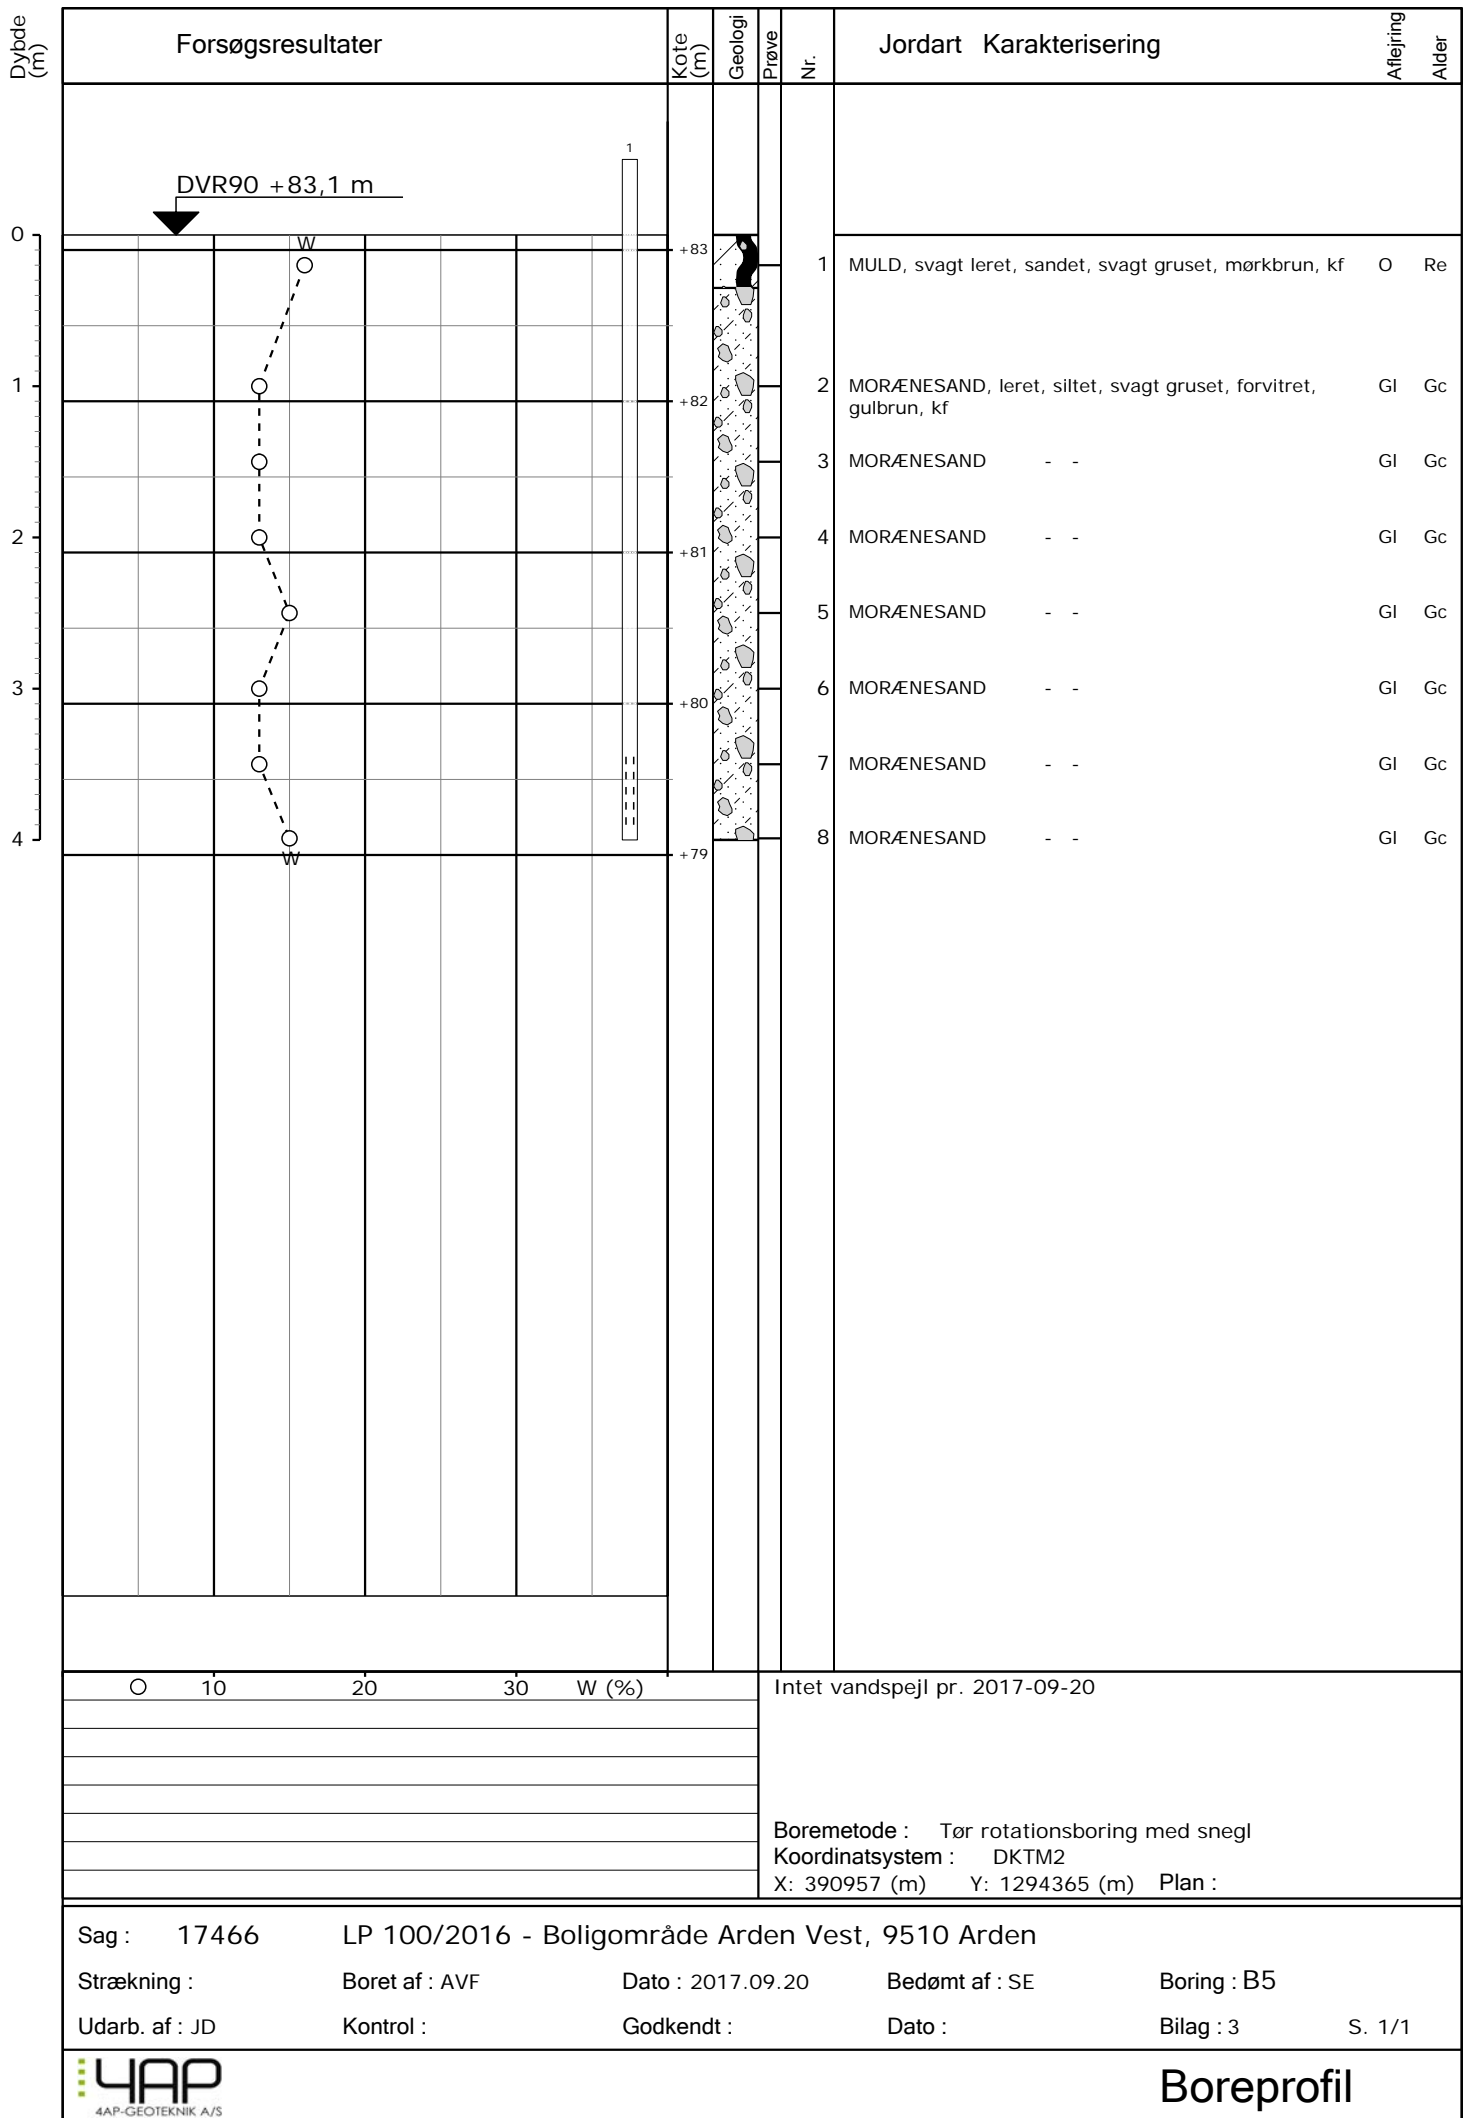 Dybde (m)
Forsøgsresultater
Kote (m)
Geologi
Prøve
Nr.
Jordart Karakterisering
Aflejring
Alder
1
DVR90 +83,1 m
0
W
+83
1 MULD, svagt leret, sandet, svagt gruset, mørkbrun, kf O Re
1
+82
2 MORÆNESAND, leret, siltet, svagt gruset, forvitret, Gl Gc
gulbrun, kf
3 MORÆNESAND - - Gl Gc
2
+81
4 MORÆNESAND - - Gl Gc
5 MORÆNESAND - - Gl Gc
3
+80
6 MORÆNESAND - - Gl Gc
7 MORÆNESAND - - Gl Gc
4
W
+79
8 MORÆNESAND - - Gl Gc
10 20 30 W (%)
Intet vandspejl pr. 2017-09-20
Boremetode : Tør rotationsboring med snegl
Koordinatsystem : DKTM2
X: 390957 (m) Y: 1294365 (m) Plan :
Sag : 17466 LP 100/2016 - Boligområde Arden Vest, 9510 Arden
Strækning : Boret af : AVF Dato : 2017.09.20 Bedømt af : SE Boring : B5
Udarb. af : JD Kontrol : Godkendt : Dato : Bilag : 3 S. 1/1
4AP
4AP-GEOTEKNIK A/S
Boreprofil